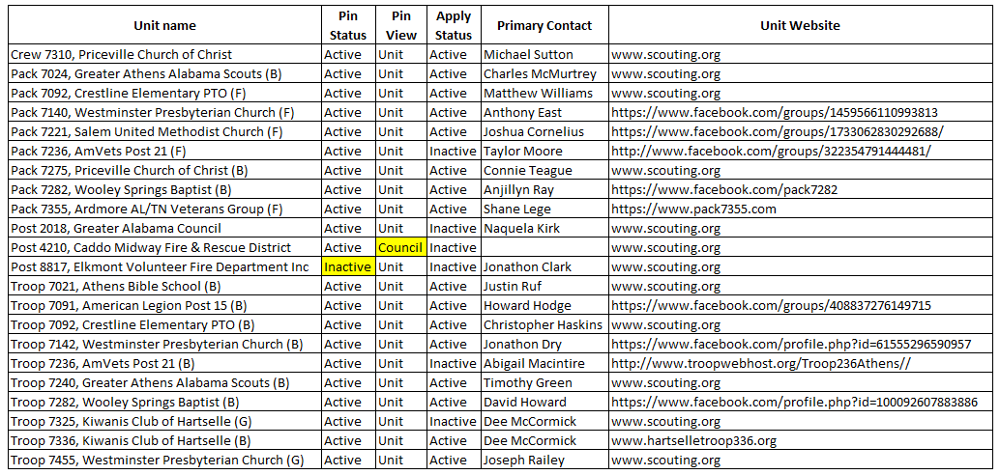 Unit name Pin Status Pin View Apply Status Primary Contact Unit Website
Crew 7310, Priceville Church of Christ Active Unit Active Michael Sutton www.scouting.org
Pack 7024, Greater Athens Alabama Scouts (B) Active Unit Active Charles McMurtrey www.scouting.org
Pack 7092, Crestline Elementary PTO (F) Active Unit Active Matthew Williams www.scouting.org
Pack 7140, Westminster Presbyterian Church (F) Active Unit Active Anthony East https://www.facebook.com/groups/1459566110993813
Pack 7221, Salem United Methodist Church (F) Active Unit Active Joshua Cornelius https://www.facebook.com/groups/1733062830292688/
Pack 7236, AmVets Post 21 (F) Active Unit Inactive Taylor Moore http://www.facebook.com/groups/322354791444481/
Pack 7275, Priceville Church of Christ (B) Active Unit Active Connie Teague www.scouting.org
Pack 7282, Wooley Springs Baptist (B) Active Unit Active Anjillyn Ray https://www.facebook.com/pack7282
Pack 7355, Ardmore AL/TN Veterans Group (F) Active Unit Active Shane Lege https://www.pack7355.com
Post 2018, Greater Alabama Council Active Unit Inactive Naquela Kirk www.scouting.org
Post 4210, Caddo Midway Fire & Rescue District Active Council Inactive www.scouting.org
Post 8817, Elkmont Volunteer Fire Department Inc Inactive Unit Inactive Jonathon Clark www.scouting.org
Troop 7021, Athens Bible School (B) Active Unit Active Justin Ruf www.scouting.org
Troop 7091, American Legion Post 15 (B) Active Unit Active Howard Hodge https://www.facebook.com/groups/408837276149715
Troop 7092, Crestline Elementary PTO (B) Active Unit Active Christopher Haskins www.scouting.org
Troop 7142, Westminster Presbyterian Church (B) Active Unit Active Jonathon Dry https://www.facebook.com/profile.php?id=61555296590957
Troop 7236, AmVets Post 21 (B) Active Unit Inactive Abigail Macintire http://www.troopwebhost.org/Troop236Athens//
Troop 7240, Greater Athens Alabama Scouts (B) Active Unit Active Timothy Green www.scouting.org
Troop 7282, Wooley Springs Baptist (B) Active Unit Active David Howard https://www.facebook.com/profile.php?id=100092607883886
Troop 7325, Kiwanis Club of Hartselle (G) Active Unit Inactive Dee McCormick www.scouting.org
Troop 7336, Kiwanis Club of Hartselle (B) Active Unit Active Dee McCormick www.hartselletroop336.org
Troop 7455, Westminster Presbyterian Church (G) Active Unit Active Joseph Railey www.scouting.org